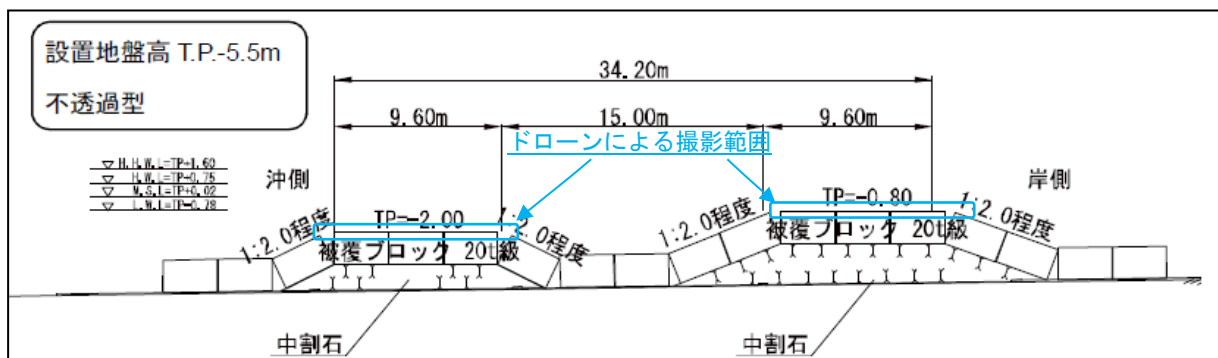 設置地盤高 T.P.-5.5m
不透過型
34.20m
9.60m
15.00m
9.60m
ドローンによる撮影範囲
H.H.W.L=TP+1.60
H.W.L=TP+0.75
M.S.L=TP+0.02
L.W.L=TP-0.78
沖側
岸側
TP=-2.00
TP=-0.80
1:2.0程度
1:2.0程度
1:2.0程度
1:2.0程度
被覆ブロック 20t級
被覆ブロック 20t級
中割石
中割石